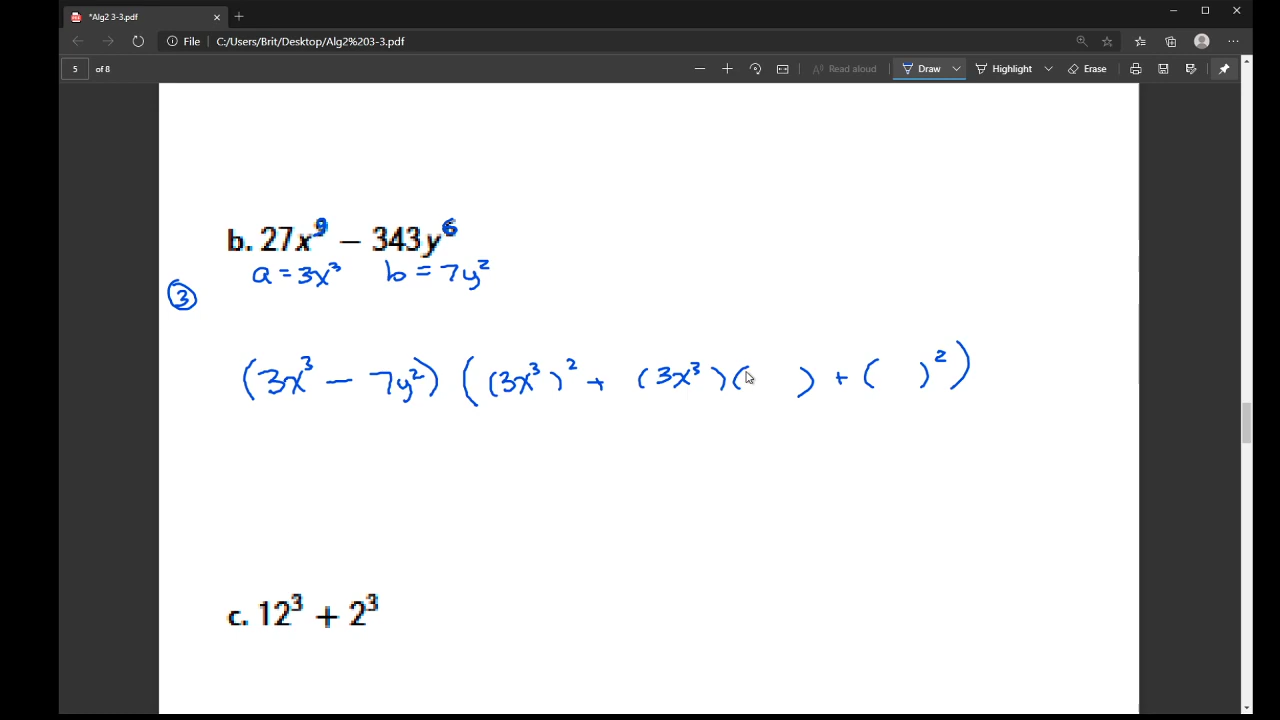 *Alg2 3-3.pdf
File C:/Users/Brit/Desktop/Alg2%203-3.pdf
5 of 8 Read aloud Draw Highlight Erase
b. 27x⁹ − 343y⁶
a = 3x³ b = 7y²
③
(3x³ − 7y²) ((3x³)² + (3x³)( ) + ( )²)
c. 12³ + 2³